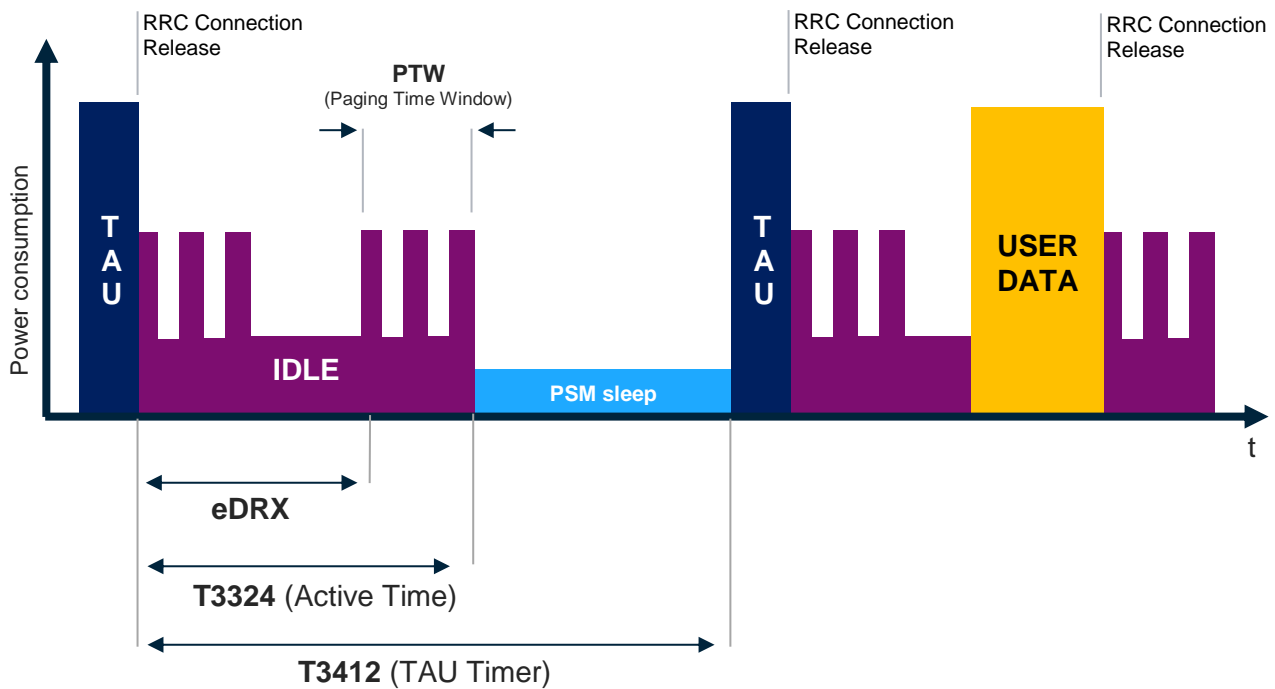 RRC Connection
Release
RRC Connection
Release
RRC Connection
Release
PTW
(Paging Time Window)
Power consumption
T
A
U
T
A
U
USER
DATA
IDLE
PSM sleep
t
eDRX
T3324 (Active Time)
T3412 (TAU Timer)